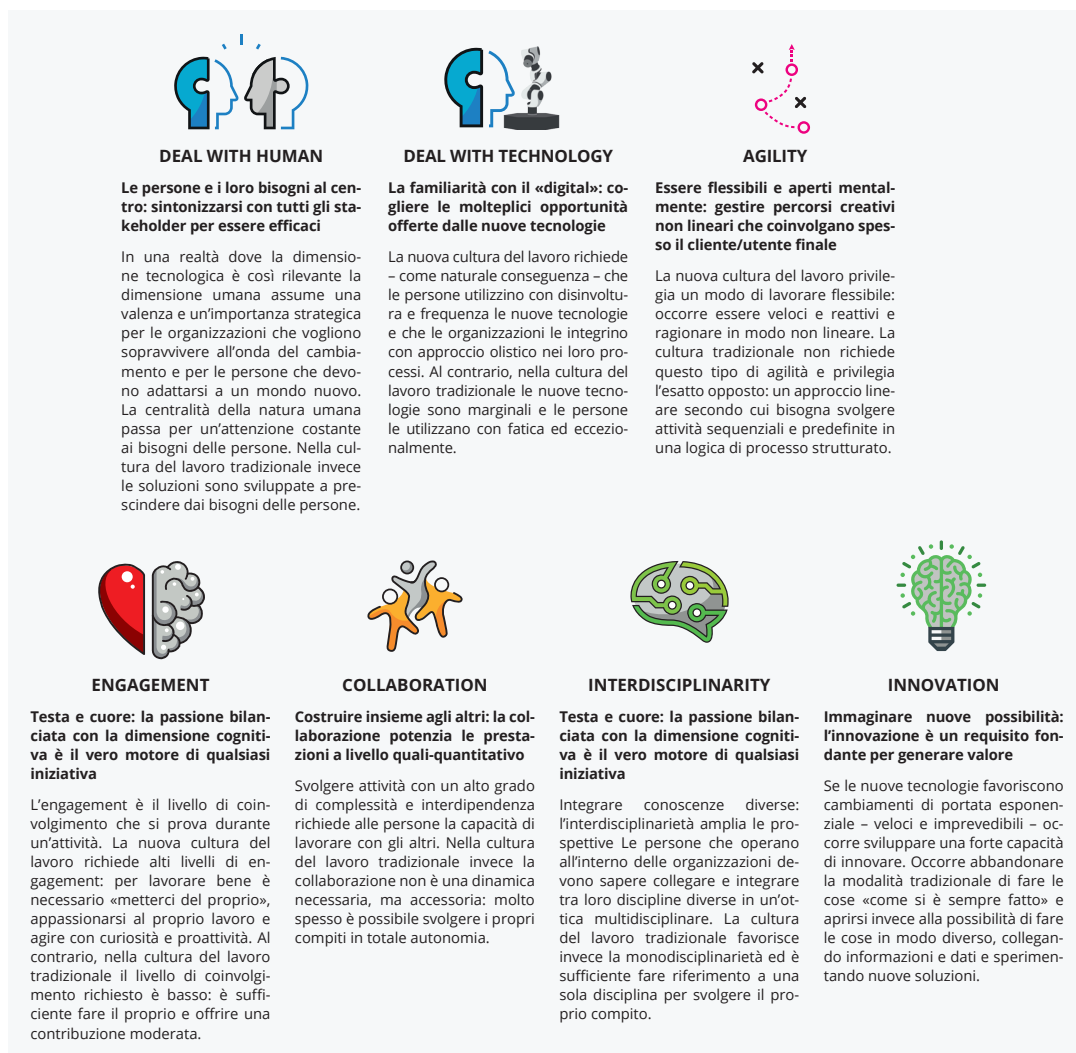 DEAL WITH HUMAN
Le persone e i loro bisogni al cen-
tro: sintonizzarsi con tutti gli sta-
keholder per essere efficaci
In una realtà dove la dimensio-
ne tecnologica è così rilevante la
dimensione umana assume una
valenza e un'importanza strategica
per le organizzazioni che vogliono
sopravvivere all'onda del cambia-
mento e per le persone che devo-
no adattarsi a un mondo nuovo.
La centralità della natura umana
passa per un'attenzione costante
ai bisogni delle persone. Nella cul-
tura del lavoro tradizionale invece
le soluzioni sono sviluppate a pre-
scindere dai bisogni delle persone.
DEAL WITH TECHNOLOGY
La familiarità con il «digital»: co-
gliere le molteplici opportunità
offerte dalle nuove tecnologie
La nuova cultura del lavoro richiede
– come naturale conseguenza – che
le persone utilizzino con disinvoltu-
ra e frequenza le nuove tecnologie
e che le organizzazioni le integrino
con approccio olistico nei loro pro-
cessi. Al contrario, nella cultura del
lavoro tradizionale le nuove tecno-
logie sono marginali e le persone
le utilizzano con fatica ed eccezio-
nalmente.
AGILITY
Essere flessibili e aperti mental-
mente: gestire percorsi creativi
non lineari che coinvolgano spes-
so il cliente/utente finale
La nuova cultura del lavoro privile-
gia un modo di lavorare flessibile:
occorre essere veloci e reattivi e
ragionare in modo non lineare. La
cultura tradizionale non richiede
questo tipo di agilità e privilegia
l'esatto opposto: un approccio line-
are secondo cui bisogna svolgere
attività sequenziali e predefinite in
una logica di processo strutturato.
ENGAGEMENT
Testa e cuore: la passione bilan-
ciata con la dimensione cogniti-
va è il vero motore di qualsiasi
iniziativa
L'engagement è il livello di coin-
volgimento che si prova durante
un'attività. La nuova cultura del
lavoro richiede alti livelli di en-
gagement: per lavorare bene è
necessario «metterci del proprio»,
appassionarsi al proprio lavoro e
agire con curiosità e proattività. Al
contrario, nella cultura del lavoro
tradizionale il livello di coinvolgi-
mento richiesto è basso: è suffi-
ciente fare il proprio e offrire una
contribuzione moderata.
COLLABORATION
Costruire insieme agli altri: la col-
laborazione potenzia le presta-
zioni a livello quali-quantitativo
Svolgere attività con un alto grado
di complessità e interdipendenza
richiede alle persone la capacità di
lavorare con gli altri. Nella cultura
del lavoro tradizionale invece la
collaborazione non è una dinamica
necessaria, ma accessoria: molto
spesso è possibile svolgere i propri
compiti in totale autonomia.
INTERDISCIPLINARITY
Testa e cuore: la passione bilan-
ciata con la dimensione cogniti-
va è il vero motore di qualsiasi
iniziativa
Integrare conoscenze diverse:
l'interdisciplinarietà amplia le pro-
spettive Le persone che operano
all'interno delle organizzazioni de-
vono sapere collegare e integrare
tra loro discipline diverse in un'ot-
tica multidisciplinare. La cultura
del lavoro tradizionale favorisce
invece la monodisciplinarietà ed è
sufficiente fare riferimento a una
sola disciplina per svolgere il pro-
prio compito.
INNOVATION
Immaginare nuove possibilità:
l'innovazione è un requisito fon-
dante per generare valore
Se le nuove tecnologie favoriscono
cambiamenti di portata esponen-
ziale – veloci e imprevedibili – oc-
corre sviluppare una forte capacità
di innovare. Occorre abbandonare
la modalità tradizionale di fare le
cose «come si è sempre fatto» e
aprirsi invece alla possibilità di fare
le cose in modo diverso, collegan-
do informazioni e dati e sperimen-
tando nuove soluzioni.